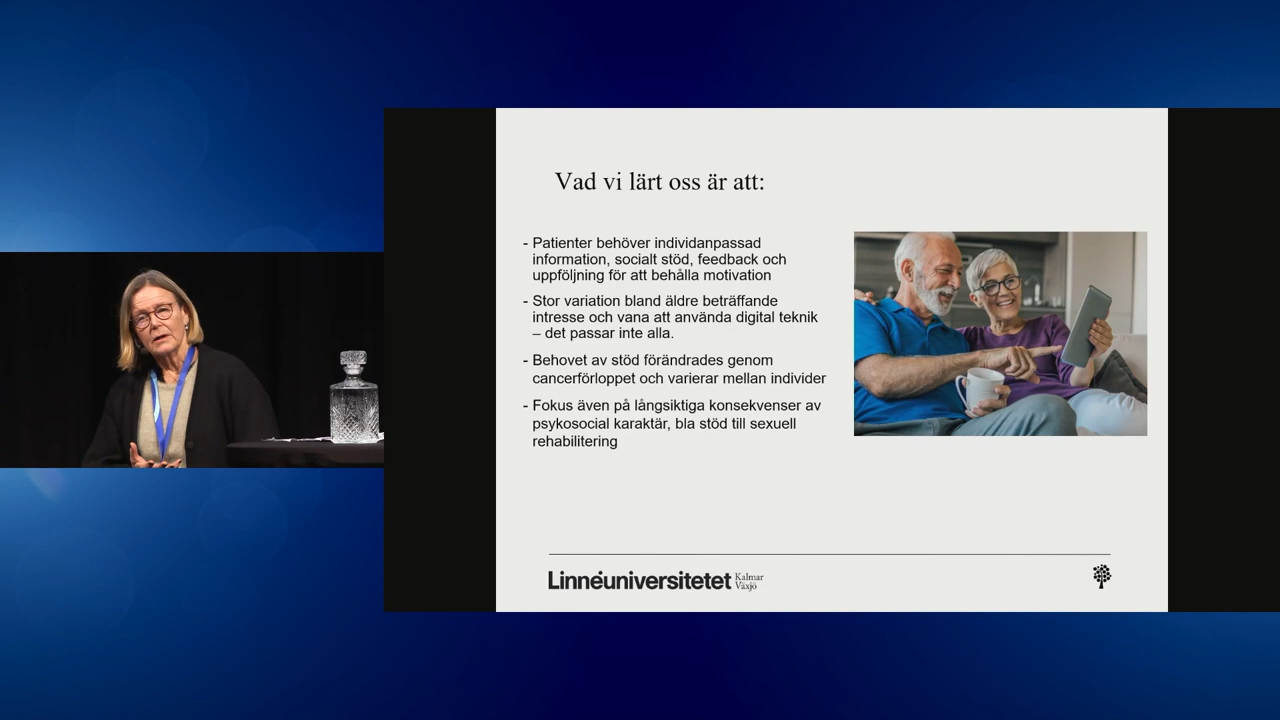 Vad vi lärt oss är att:
- Patienter behöver individanpassad
information, socialt stöd, feedback och
uppföljning för att behålla motivation
- Stor variation bland äldre beträffande
intresse och vana att använda digital teknik
– det passar inte alla.
- Behovet av stöd förändrades genom
cancerförloppet och varierar mellan individer
- Fokus även på långsiktiga konsekvenser av
psykosocial karaktär, bla stöd till sexuell
rehabilitering
Linnéuniversitetet Kalmar
Växjö